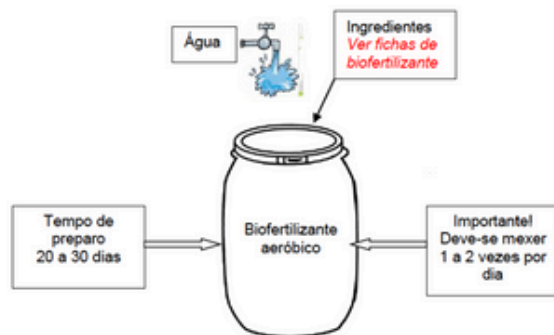 Água
Ingredientes
Ver fichas de
biofertilizante
Biofertilizante
aeróbico
Tempo de
preparo
20 a 30 dias
Importante!
Deve-se mexer
1 a 2 vezes por
dia